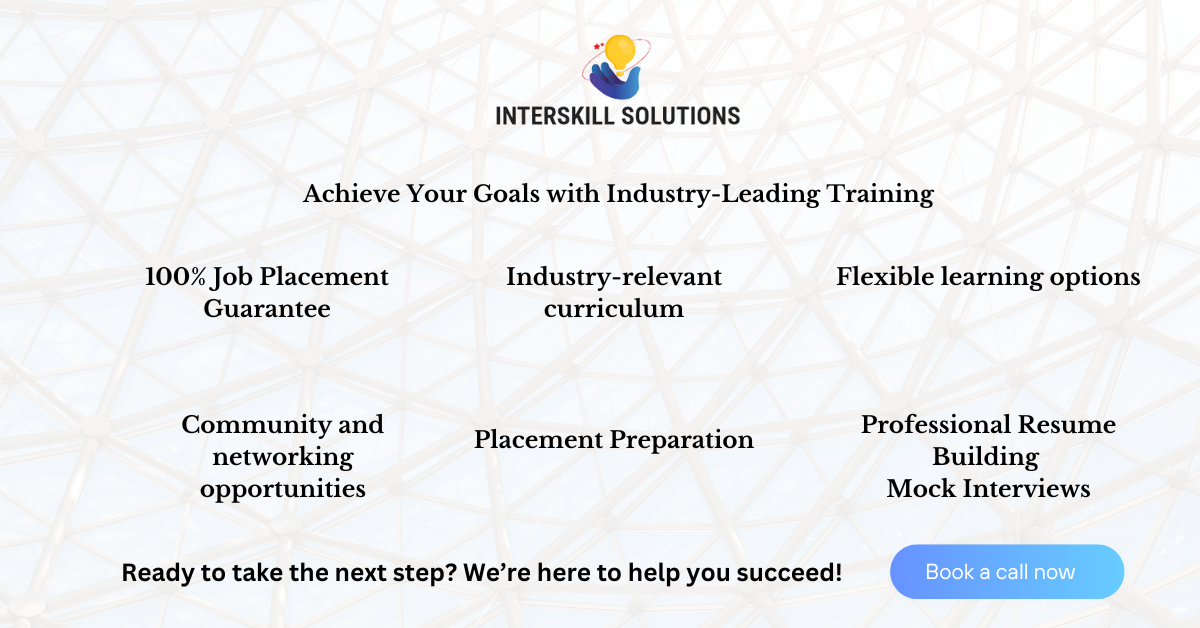 INTERSKILL SOLUTIONS
Achieve Your Goals with Industry-Leading Training
100% Job Placement
Guarantee
Industry-relevant
curriculum
Flexible learning options
Community and
networking
opportunities
Placement Preparation
Professional Resume
Building
Mock Interviews
Ready to take the next step? We’re here to help you succeed!
Book a call now